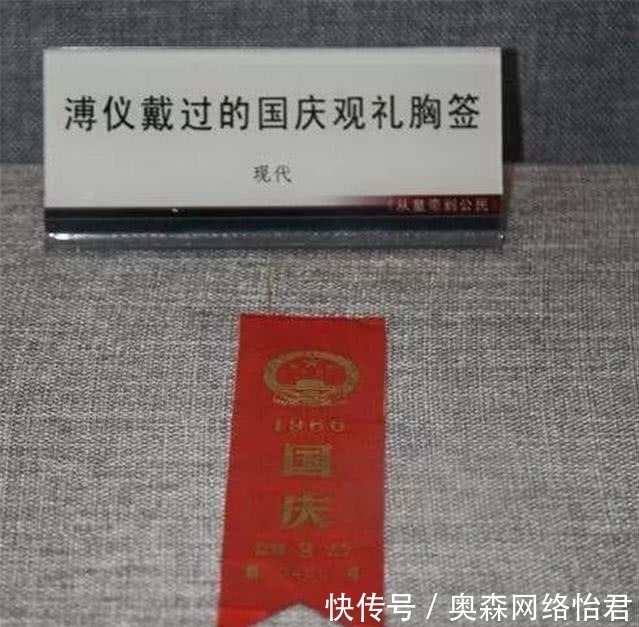 溥仪戴过的国庆观礼胸签
现代
从皇帝到公民
1966
国
庆
快传号 / 奥森网络怡君